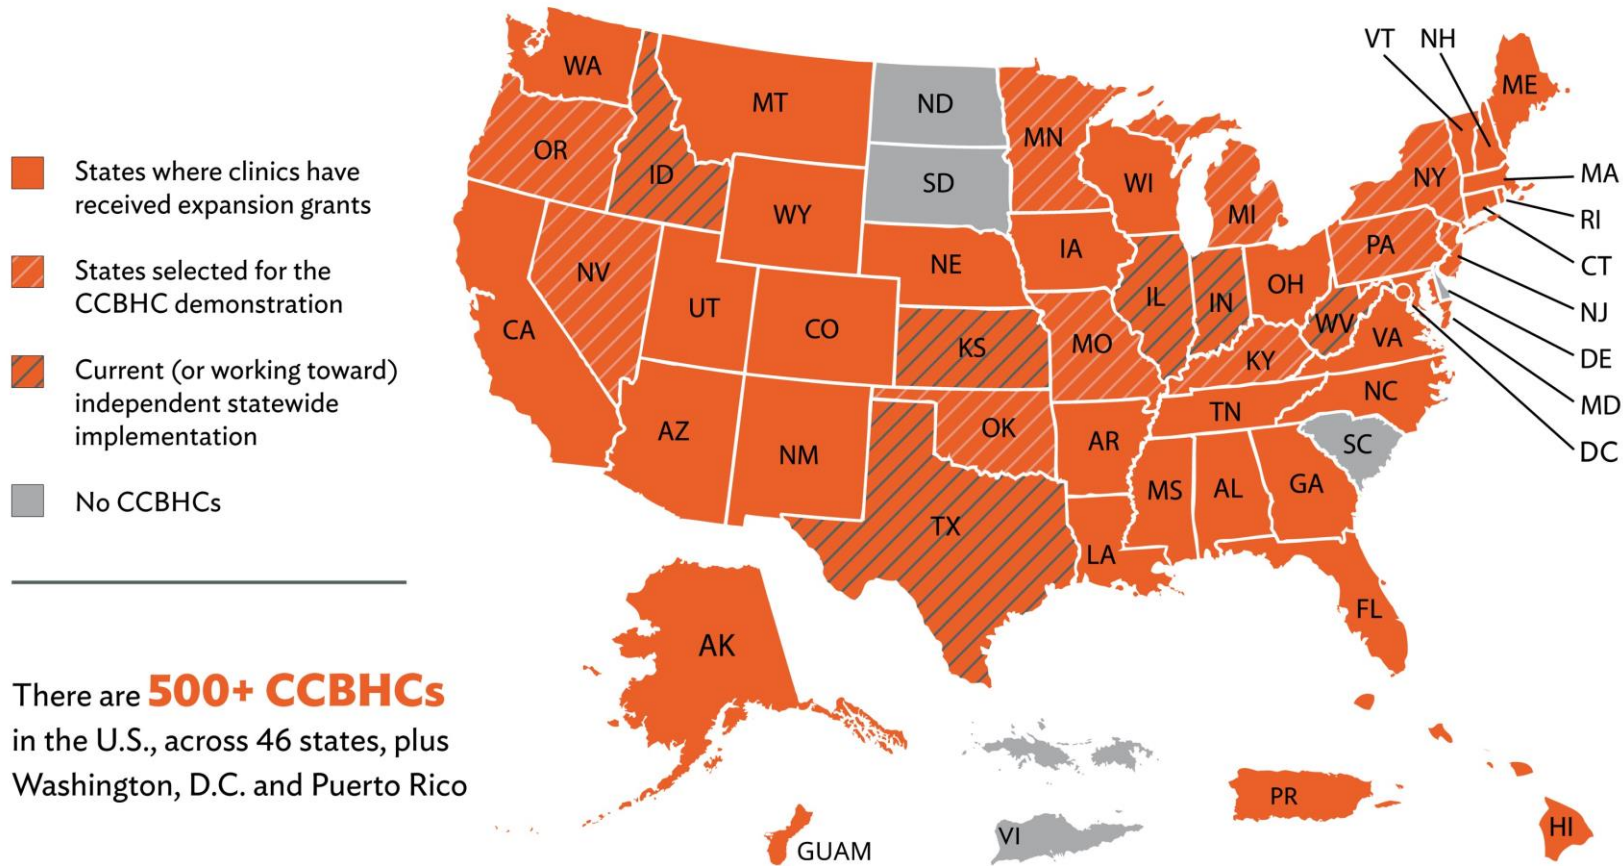 States where clinics have
received expansion grants
States selected for the
CCBHC demonstration
Current (or working toward)
independent statewide
implementation
No CCBHCs
There are 500+ CCBHCs
in the U.S., across 46 states, plus
Washington, D.C. and Puerto Rico
VT NH
WA
MT
ND
ME
OR
ID
MN
SD
WI
NY
MA
WY
MI
RI
IA
PA
NE
CT
NV
OH
IL
IN
NJ
UT
CO
CA
KS
MO
WV
VA
KY
DE
NC
MD
TN
AZ
OK
AR
SC
DC
NM
MS
AL
GA
TX
LA
FL
AK
PR
VI
HI
GUAM